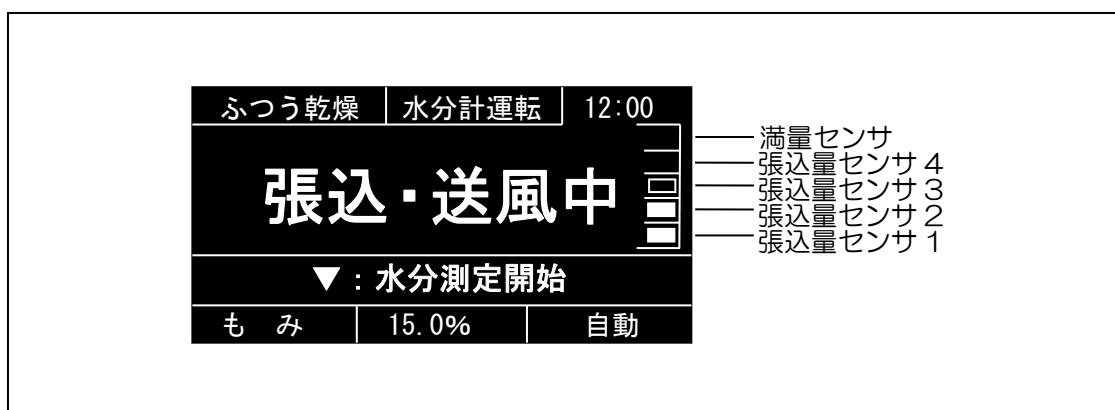 ふつう乾燥 水分計運転 12:00
張込・送風中
▼：水分測定開始
もみ 15.0% 自動
満量センサ
張込量センサ４
張込量センサ３
張込量センサ２
張込量センサ１